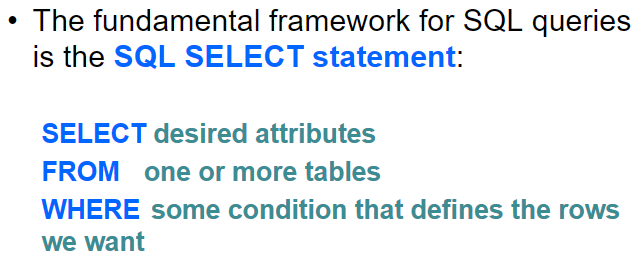 • The fundamental framework for SQL queries
is the SQL SELECT statement:
SELECT desired attributes
FROM one or more tables
WHERE some condition that defines the rows
we want